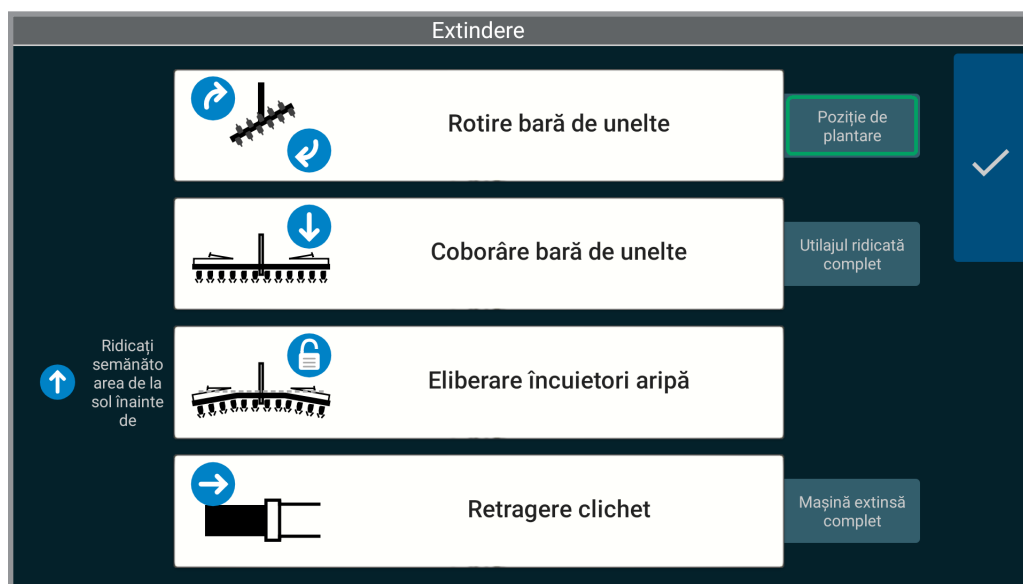 Extindere
Rotire bară de unelte
Poziție de
plantare
Coborâre bară de unelte
Utilajul ridicată
complet
Ridicați
semănăto
area de la
sol înainte
de
Eliberare încuietori aripă
Retragere clichet
Mașină extinsă
complet